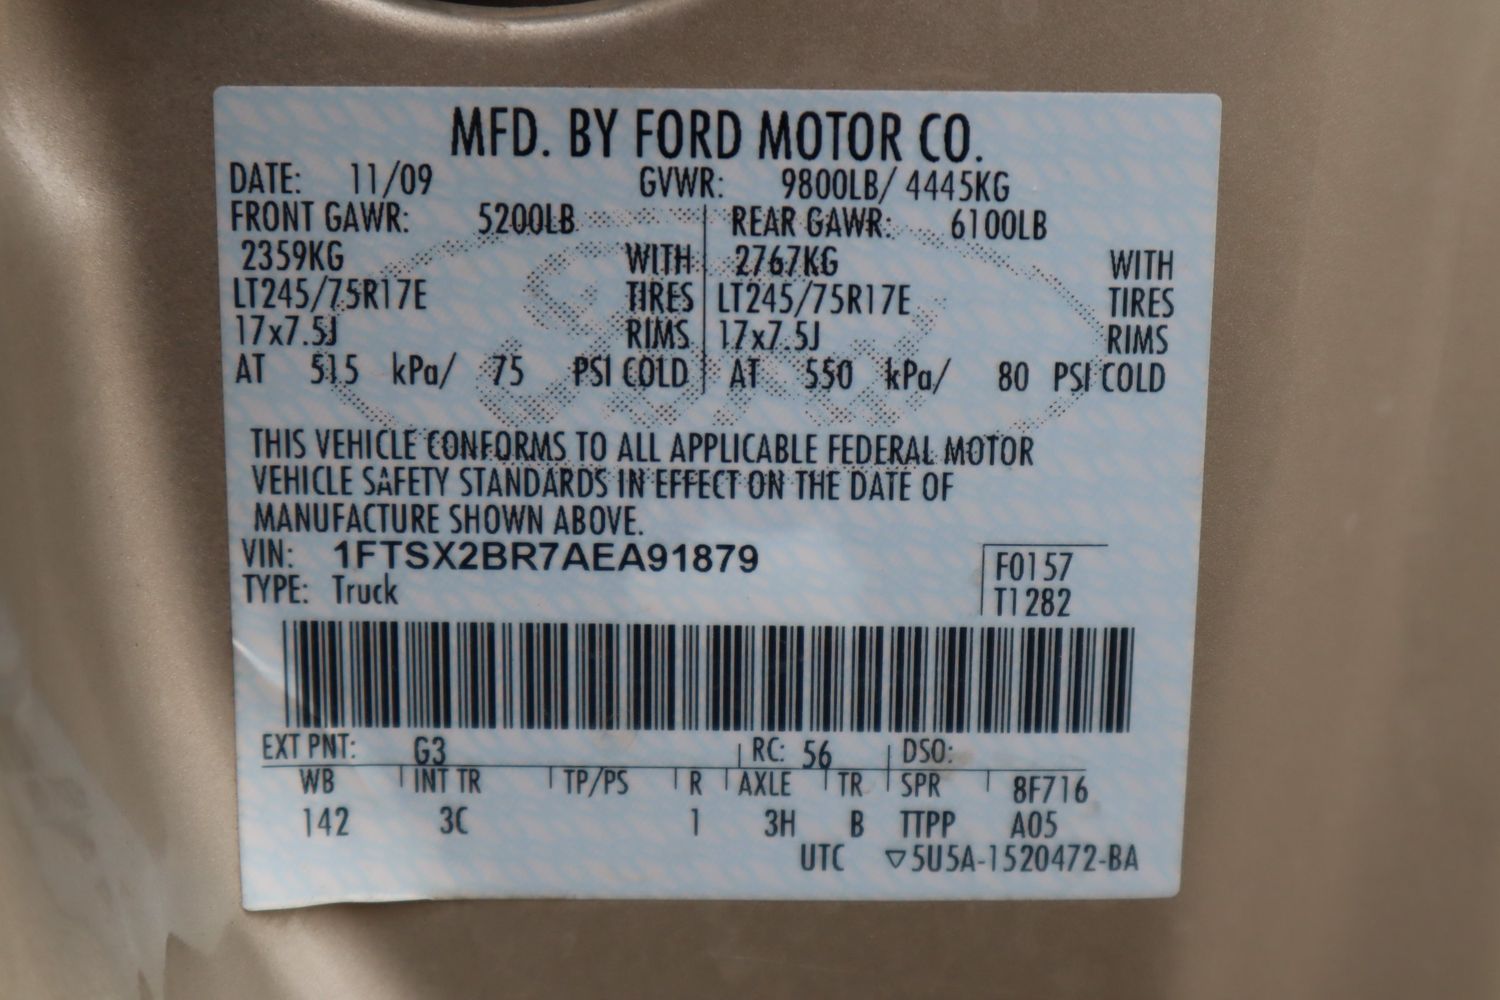 MFD. BY FORD MOTOR CO.
DATE: 11/09 GVWR: 9800LB/ 4445KG
FRONT GAWR: 5200LB REAR GAWR: 6100LB
2359KG WITH 2767KG WITH
LT245/75R17E TIRES LT245/75R17E TIRES
17x7.5J RIMS 17x7.5J RIMS
AT 515 kPa/ 75 PSI COLD AT 550 kPa/ 80 PSI COLD
Ford
THIS VEHICLE CONFORMS TO ALL APPLICABLE FEDERAL MOTOR
VEHICLE SAFETY STANDARDS IN EFFECT ON THE DATE OF
MANUFACTURE SHOWN ABOVE.
VIN: 1FTSX2BR7AEA91879 F0157
TYPE: Truck T1282
EXT PNT: G3 RC: 56 DSO:
WB INT TR TP/PS R AXLE TR SPR 8F716
142 3C 1 3H B TTPP A05
UTC ▽5U5A-1520472-BA